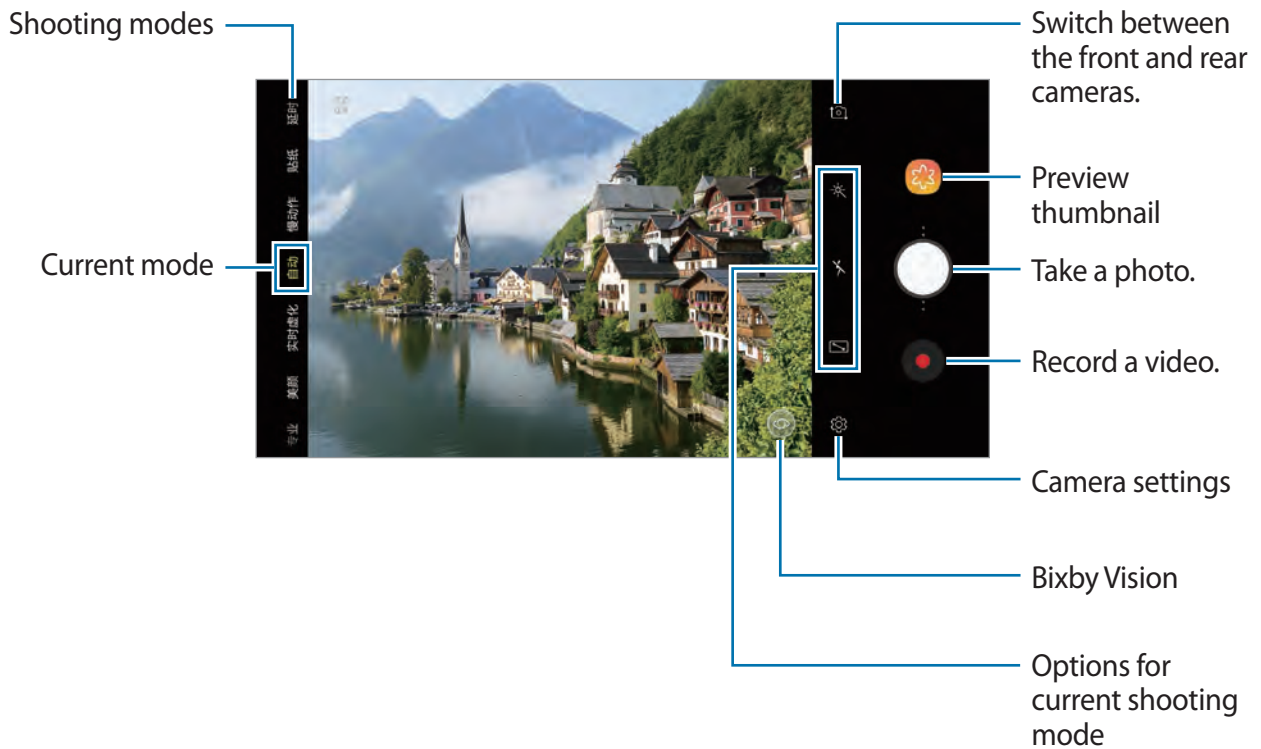 Shooting modes
Switch between
the front and rear
cameras.
延时
贴纸
慢动作
Preview
thumbnail
Current mode
自动
Take a photo.
实时虚化
Record a video.
美颜
专业
Camera settings
Bixby Vision
Options for
current shooting
mode